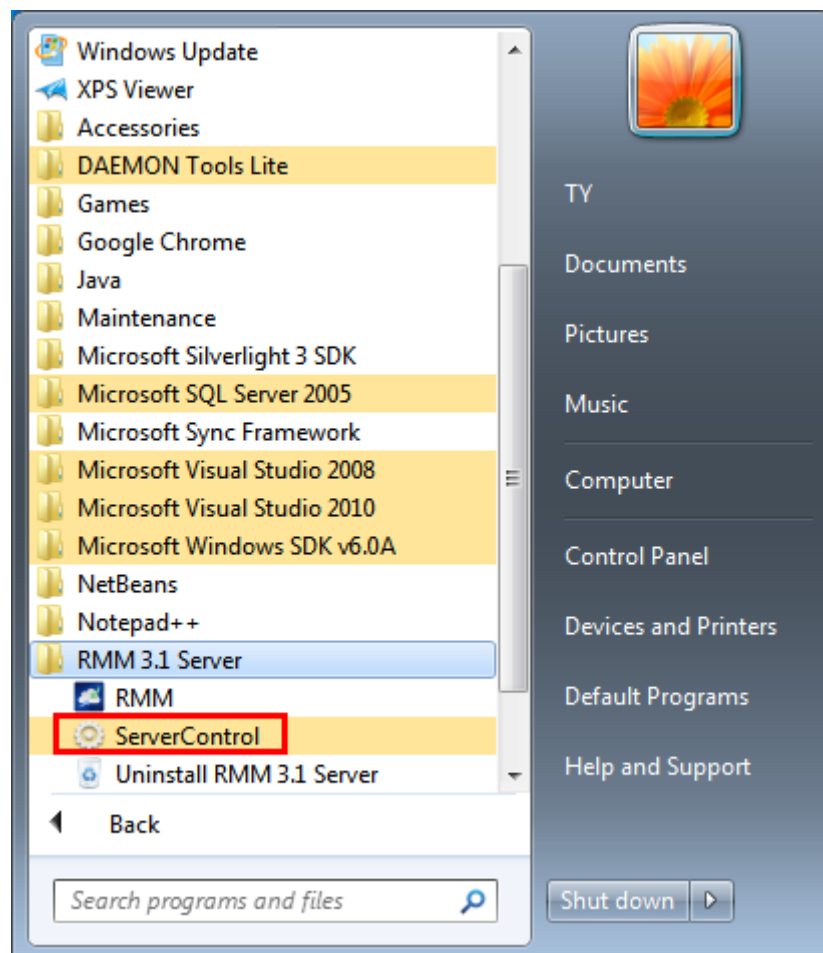 Windows Update
XPS Viewer
Accessories
DAEMON Tools Lite
Games
Google Chrome
Java
Maintenance
Microsoft Silverlight 3 SDK
Microsoft SQL Server 2005
Microsoft Sync Framework
Microsoft Visual Studio 2008
Microsoft Visual Studio 2010
Microsoft Windows SDK v6.0A
NetBeans
Notepad++
RMM 3.1 Server
RMM
ServerControl
Uninstall RMM 3.1 Server
Back
Search programs and files
TY
Documents
Pictures
Music
Computer
Control Panel
Devices and Printers
Default Programs
Help and Support
Shut down